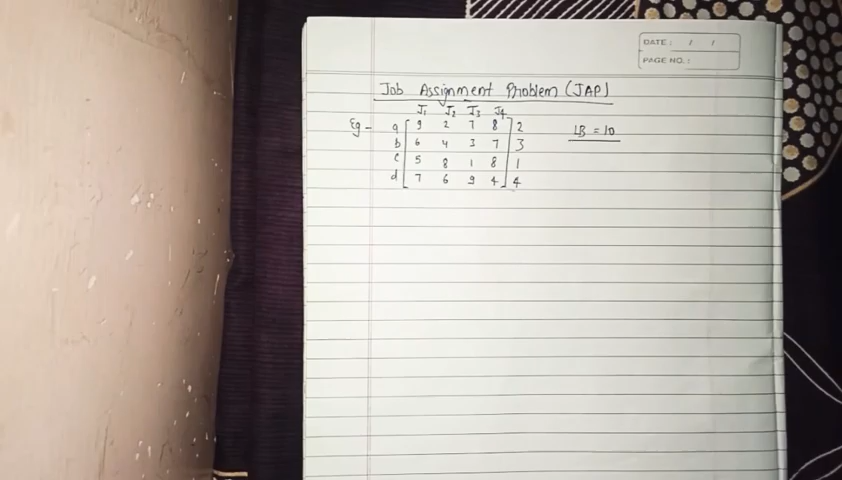 DATE: / /
PAGE NO.:
Job Assignment Problem (JAP)
J1 J2 J3 J4
Eg - a 9 2 7 8 2 LB = 10
b 6 4 3 7 3
c 5 8 1 8 1
d 7 6 9 4 4